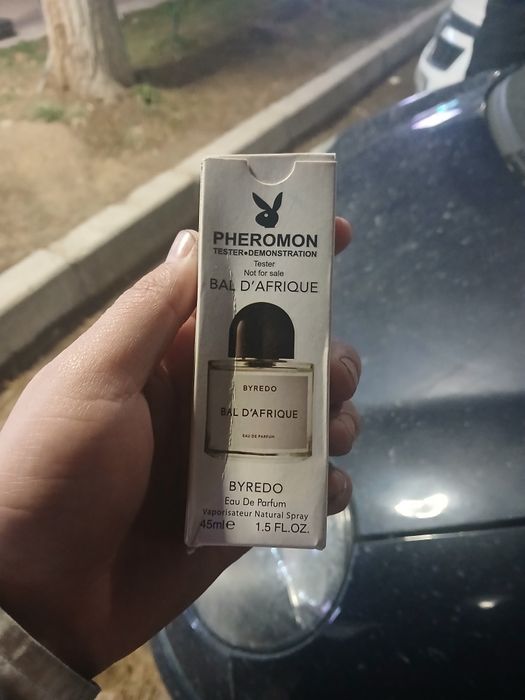 PHEROMON
TESTER●DEMONSTRATION
Tester
Not for sale
BAL D'AFRIQUE
BYREDO
BAL D'AFRIQUE
EAU DE PARFUM
BYREDO
Eau De Parfum
Vaporisateur Natural Spray
45ml℮ 1.5 FL.OZ.